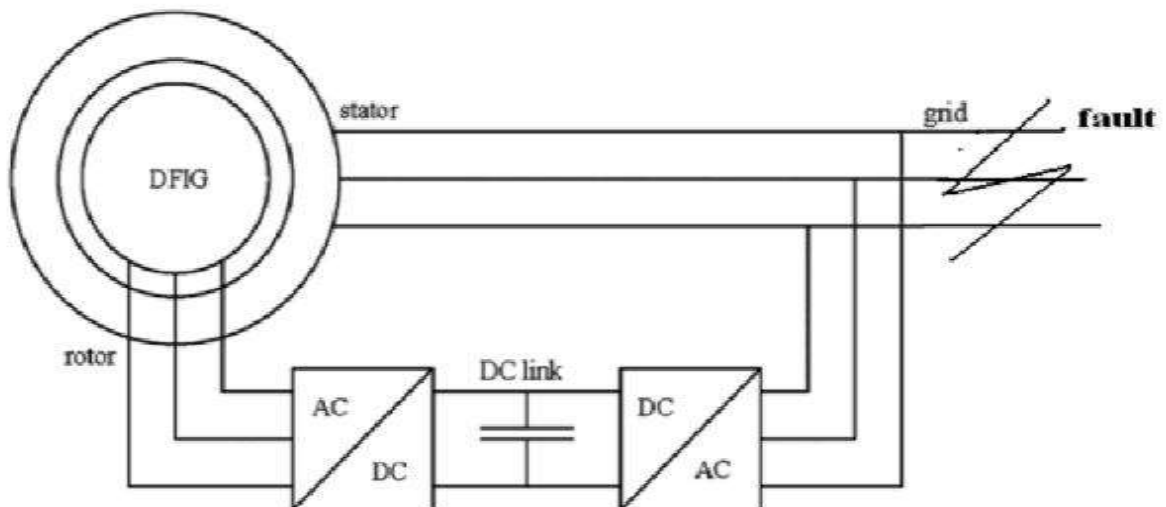 stator
grid
fault
DFIG
rotor
DC link
AC
DC
DC
AC